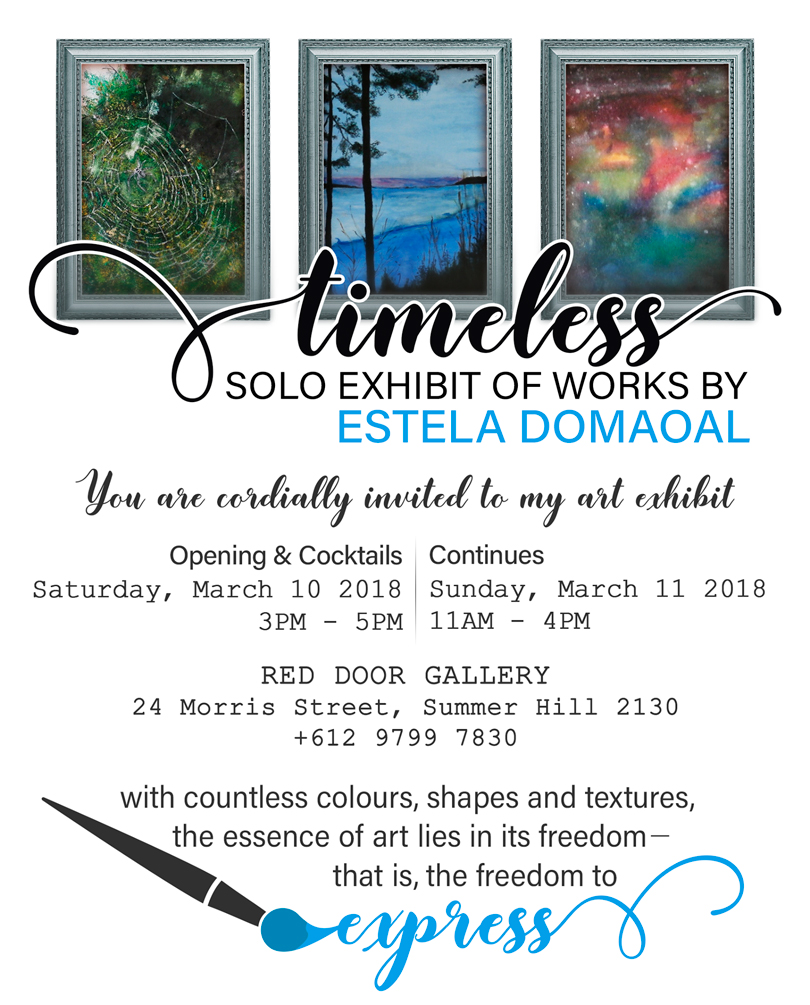 timeless
SOLO EXHIBIT OF WORKS BY
ESTELA DOMAOAL
You are cordially invited to my art exhibit
Opening & Cocktails
Saturday, March 10 2018
3PM - 5PM
Continues
Sunday, March 11 2018
11AM - 4PM
RED DOOR GALLERY
24 Morris Street, Summer Hill 2130
+612 9799 7830
with countless colours, shapes and textures,
the essence of art lies in its freedom—
that is, the freedom to
express